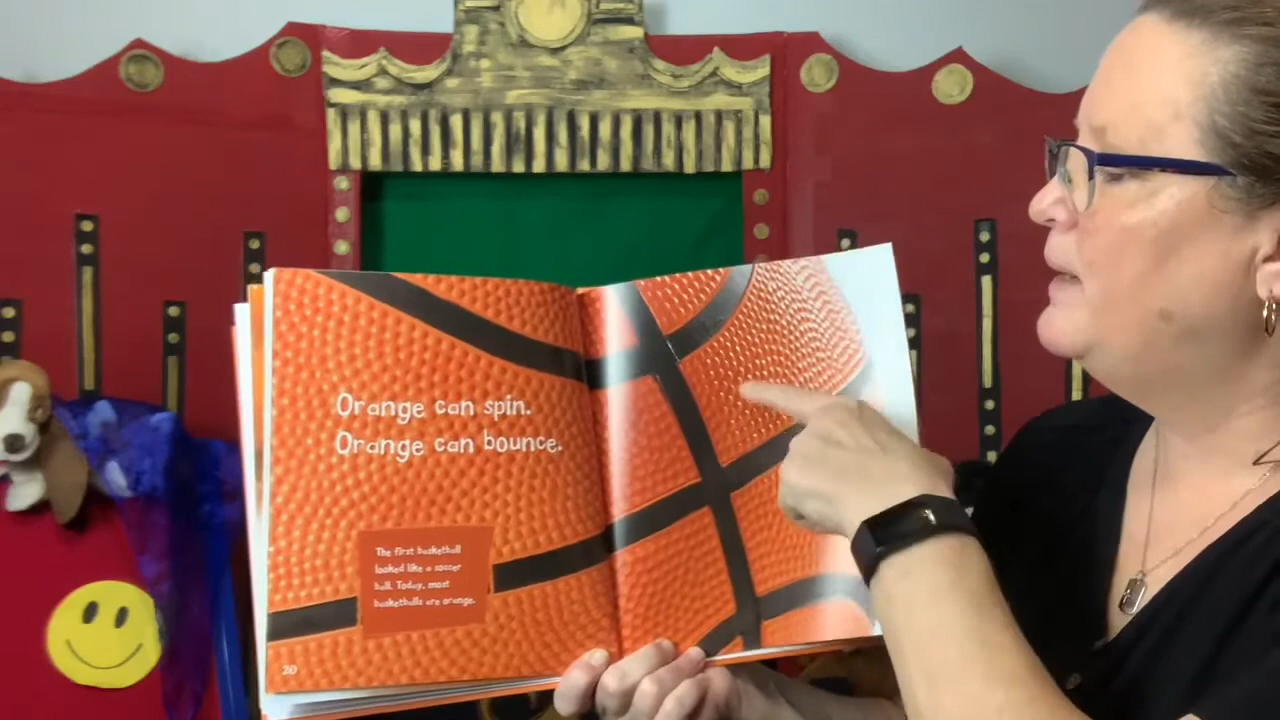 Orange can spin.
Orange can bounce.
The first basketball
looked like a soccer
ball. Today, most
basketballs are orange.
20